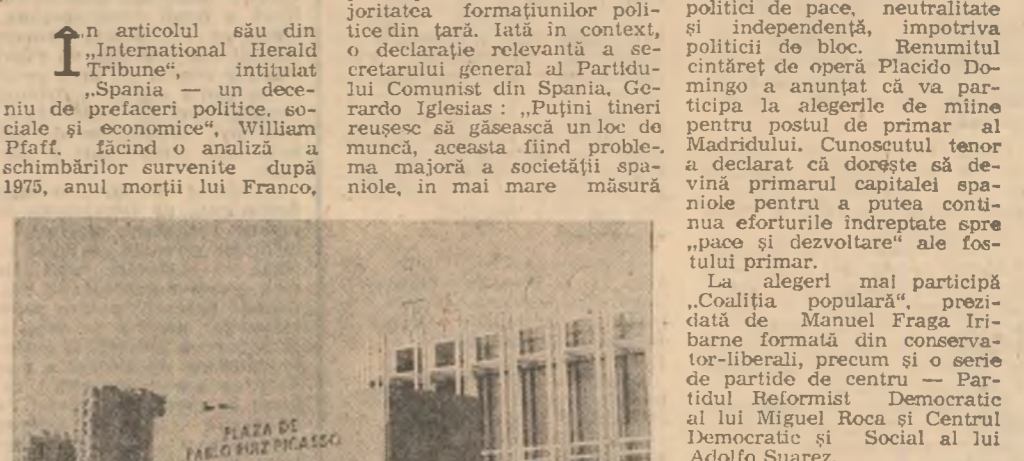 În articolul său din
„International Herald
Tribune“, intitulat
„Spania — un dece-
niu de prefaceri politice, so-
ciale și economice“, William
Pfaff, făcînd o analiză a
schimbărilor survenite după
1975, anul morții lui Franco,
joritatea formațiunilor poli-
tice din țară. Iată în context,
o declarație relevantă a se-
cretarului general al Partidu-
lui Comunist din Spania, Ge-
rardo Iglesias : „Puțini tineri
reușesc să găsească un loc de
muncă, aceasta fiind proble-
ma majoră a societății spa-
niole, in mai mare măsură
PLAZA DE
PABLO RUIZ PICASSO
politici de pace, neutralitate
și independență, impotriva
politicii de bloc. Renumitul
cintăreț de operă Placido Do-
mingo a anunțat că va par-
ticipa la alegerile de miine
pentru postul de primar al
Madridului. Cunoscutul tenor
a declarat că dorește să de-
vină primarul capitalei spa-
niole pentru a putea conti-
nua eforturile îndreptate spre
„pace și dezvoltare“ ale fos-
tului primar.
La alegeri mai participă
„Coaliția populară“, prezi-
dată de Manuel Fraga Iri-
barne formată din conserva-
tor-liberali, precum și o serie
de partide de centru — Par-
tidul Reformist Democratic
al lui Miguel Roca și Centrul
Democratic și Social al lui
Adolfo Suarez